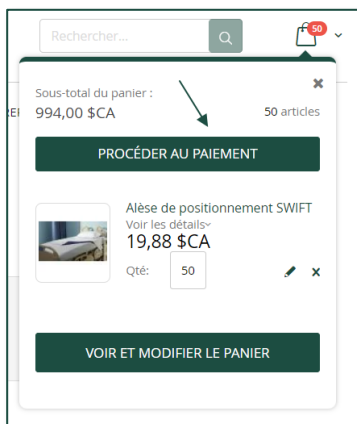 Rechercher...
50
Sous-total du panier :
994,00 $CA
50 articles
PROCÉDER AU PAIEMENT
Alèse de positionnement SWIFT
Voir les détails
19,88 $CA
Qté: 50
VOIR ET MODIFIER LE PANIER